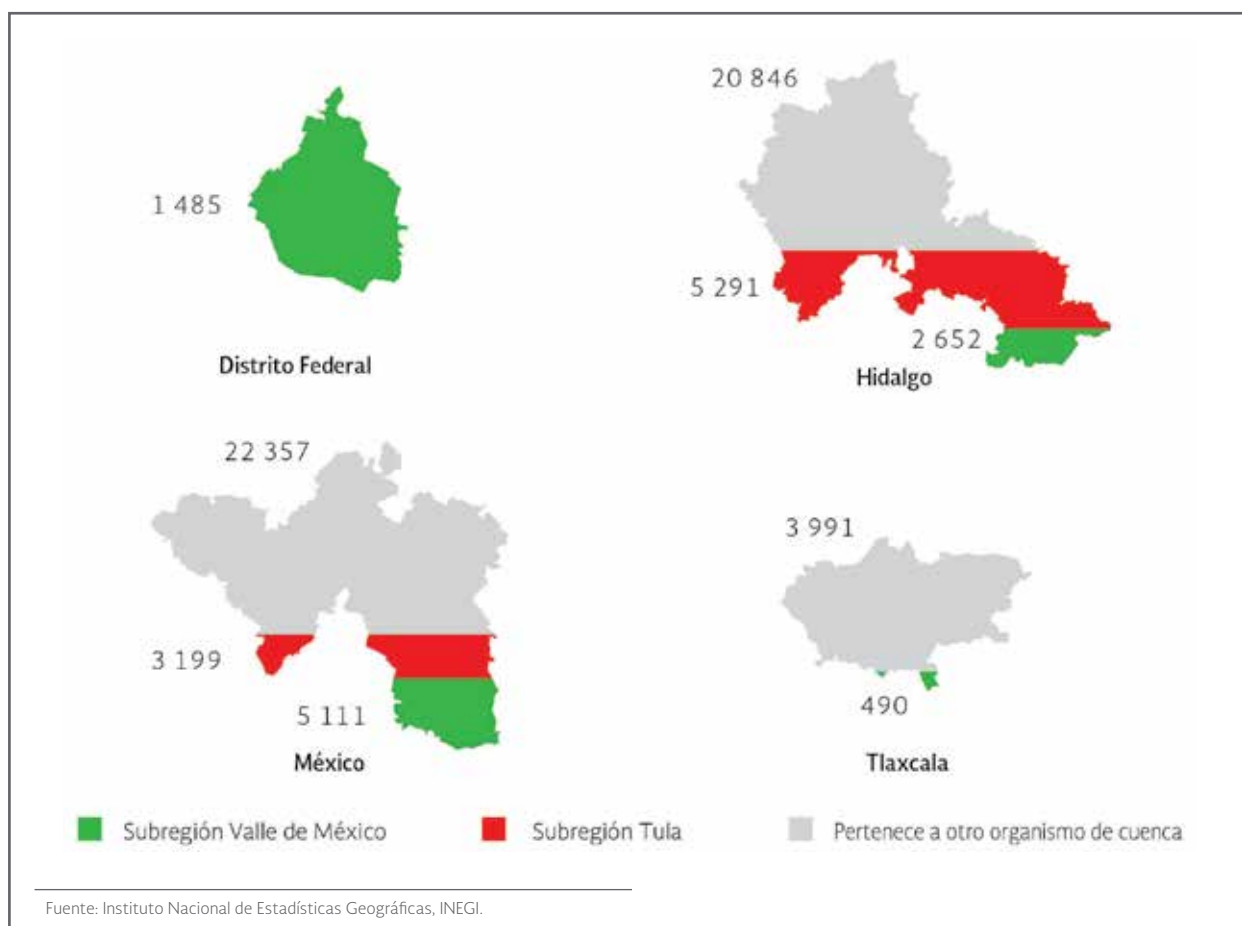 1 485
Distrito Federal
20 846
5 291
2 652
Hidalgo
22 357
3 199
5 111
México
3 991
490
Tlaxcala
Subregión Valle de México
Subregión Tula
Pertenece a otro organismo de cuenca
Fuente: Instituto Nacional de Estadísticas Geográficas, INEGI.